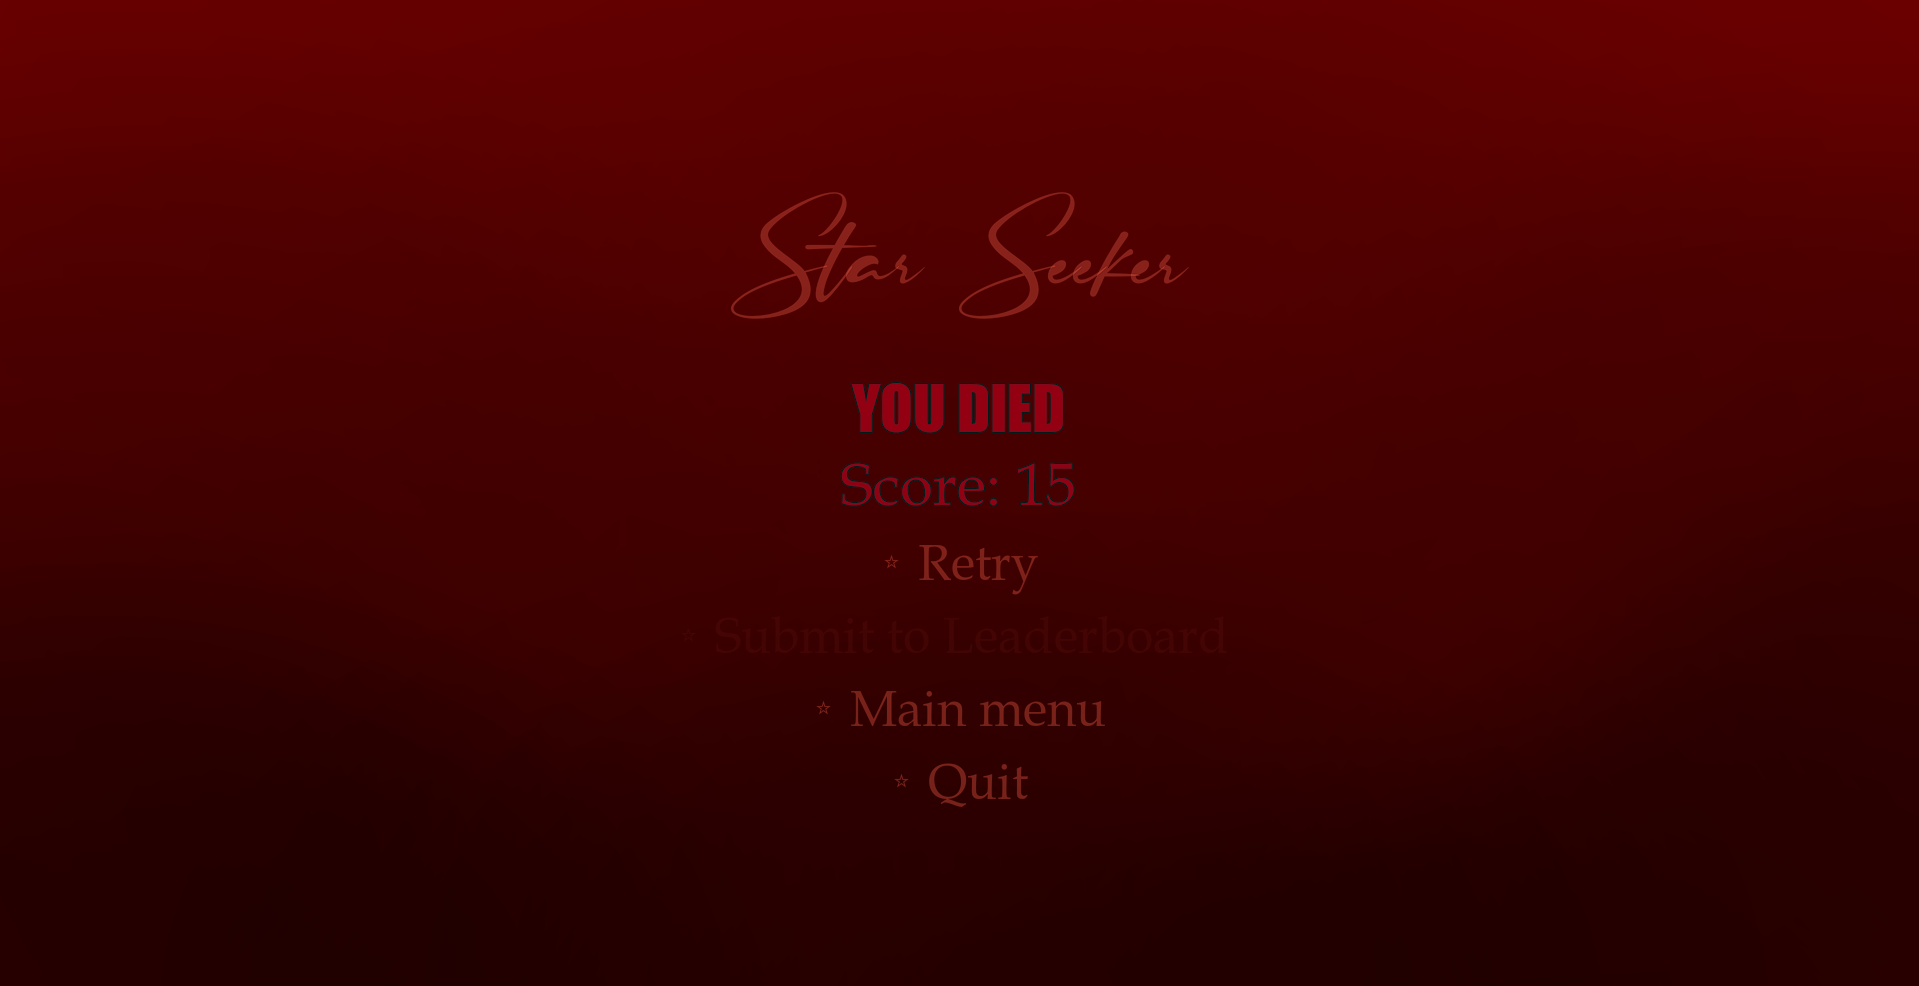 Star Seeker
YOU DIED
Score: 15
☆ Retry
☆ Submit to Leaderboard
☆ Main menu
☆ Quit